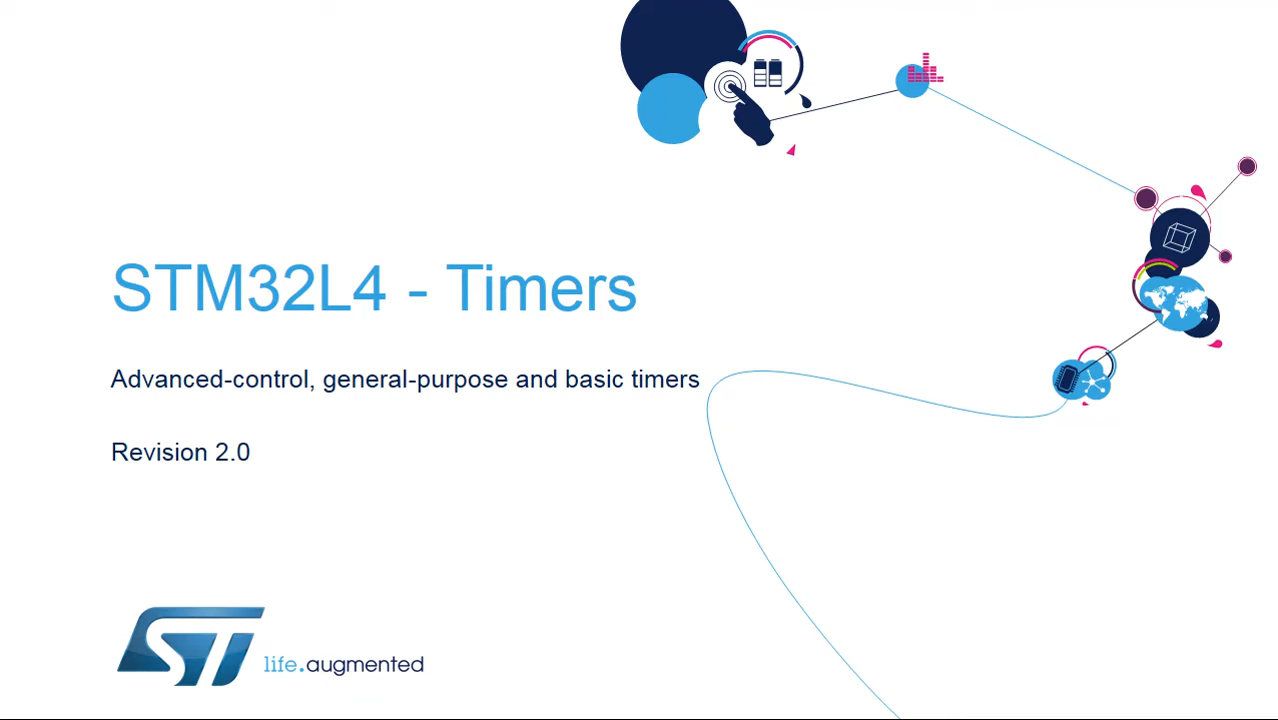 STM32L4 - Timers
Advanced-control, general-purpose and basic timers
Revision 2.0
ST life.augmented